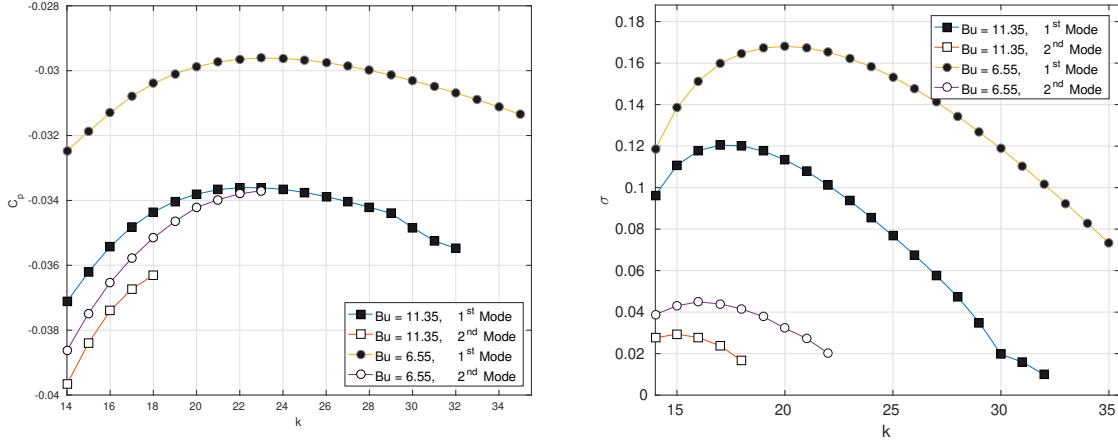 -0.028
-0.03
-0.032
-0.034
-0.036
-0.038
-0.04
C_p
14 16 18 20 22 24 26 28 30 32 34
k
Bu = 11.35, 1st Mode
Bu = 11.35, 2nd Mode
Bu = 6.55, 1st Mode
Bu = 6.55, 2nd Mode
0.18
0.16
0.14
0.12
0.1
0.08
0.06
0.04
0.02
0
σ
15 20 25 30 35
k
Bu = 11.35, 1st Mode
Bu = 11.35, 2nd Mode
Bu = 6.55, 1st Mode
Bu = 6.55, 2nd Mode